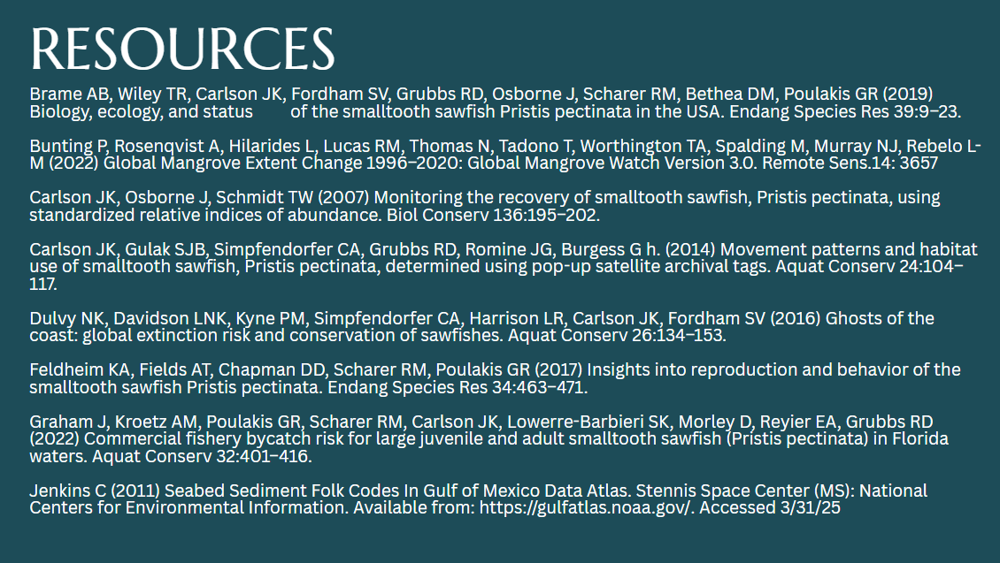 RESOURCES
Brame AB, Wiley TR, Carlson JK, Fordham SV, Grubbs RD, Osborne J, Scharer RM, Bethea DM, Poulakis GR (2019)
Biology, ecology, and status of the smalltooth sawfish Pristis pectinata in the USA. Endang Species Res 39:9–23.
Bunting P, Rosenqvist A, Hilarides L, Lucas RM, Thomas N, Tadono T, Worthington TA, Spalding M, Murray NJ, Rebelo L-
M (2022) Global Mangrove Extent Change 1996–2020: Global Mangrove Watch Version 3.0. Remote Sens.14: 3657
Carlson JK, Osborne J, Schmidt TW (2007) Monitoring the recovery of smalltooth sawfish, Pristis pectinata, using
standardized relative indices of abundance. Biol Conserv 136:195–202.
Carlson JK, Gulak SJB, Simpfendorfer CA, Grubbs RD, Romine JG, Burgess G h. (2014) Movement patterns and habitat
use of smalltooth sawfish, Pristis pectinata, determined using pop-up satellite archival tags. Aquat Conserv 24:104–
117.
Dulvy NK, Davidson LNK, Kyne PM, Simpfendorfer CA, Harrison LR, Carlson JK, Fordham SV (2016) Ghosts of the
coast: global extinction risk and conservation of sawfishes. Aquat Conserv 26:134–153.
Feldheim KA, Fields AT, Chapman DD, Scharer RM, Poulakis GR (2017) Insights into reproduction and behavior of the
smalltooth sawfish Pristis pectinata. Endang Species Res 34:463–471.
Graham J, Kroetz AM, Poulakis GR, Scharer RM, Carlson JK, Lowerre-Barbieri SK, Morley D, Reyier EA, Grubbs RD
(2022) Commercial fishery bycatch risk for large juvenile and adult smalltooth sawfish (Pristis pectinata) in Florida
waters. Aquat Conserv 32:401–416.
Jenkins C (2011) Seabed Sediment Folk Codes In Gulf of Mexico Data Atlas. Stennis Space Center (MS): National
Centers for Environmental Information. Available from: https://gulfatlas.noaa.gov/. Accessed 3/31/25